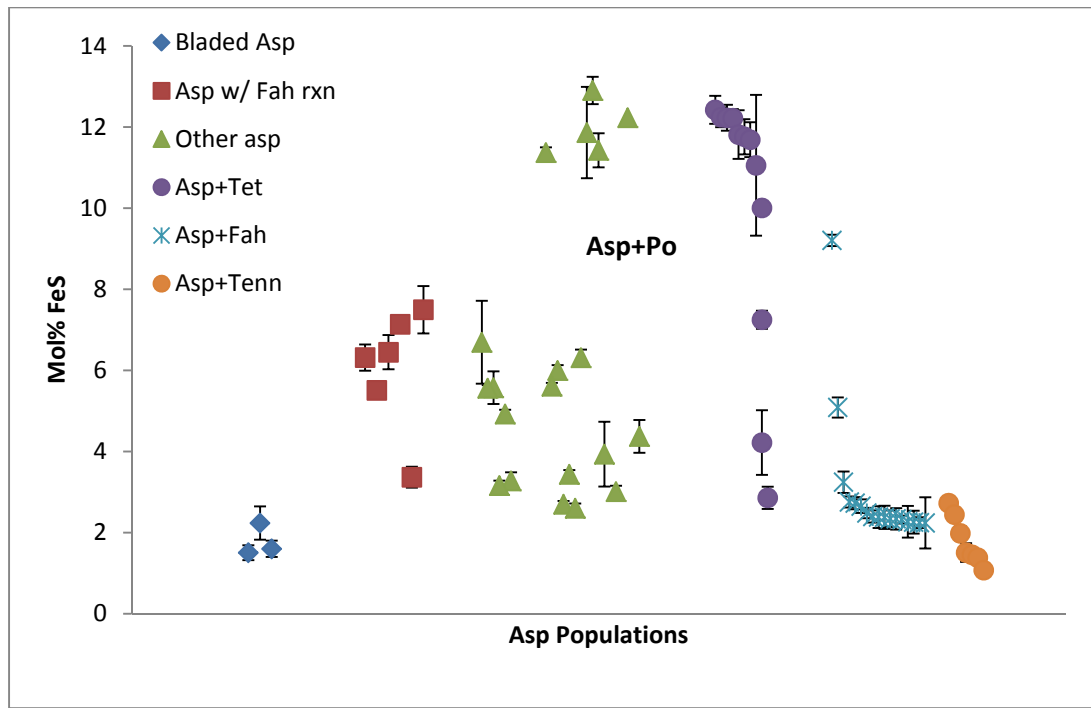 14
12
10
8
6
4
2
0
Mol% FeS
Bladed Asp
Asp w/ Fah rxn
Other asp
Asp+Tet
Asp+Fah
Asp+Tenn
Asp+Po
Asp Populations